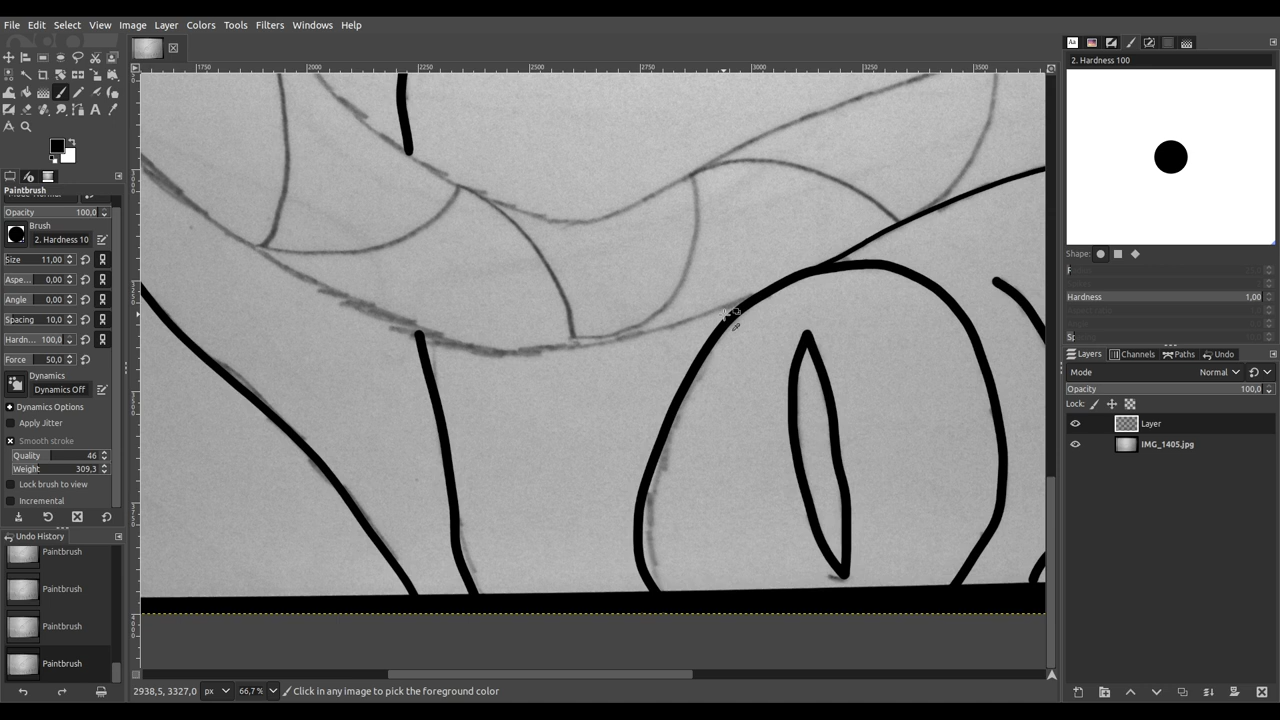 File Edit Select View Image Layer Colors Tools Filters Windows Help
2. Hardness 100
1750 2000 2250 2500 2750 3000 3250 3500
Paintbrush
Opacity 100,0
Brush
2. Hardness 10
Size 11,00
Aspe... 0,00
Angle 0,00
Spacing 10,0
Hardn... 100,0
Force 50,0
Dynamics
Dynamics Off
Dynamics Options
Apply Jitter
Smooth stroke
Quality 46
Weight 309,3
Lock brush to view
Incremental
Undo History
Paintbrush
Paintbrush
Paintbrush
Paintbrush
Shape:
Hardness 1,00
Layers Channels Paths Undo
Mode Normal
Opacity 100,0
Lock:
Layer
IMG_1405.jpg
2938,5, 3327,0 px 66,7% Click in any image to pick the foreground color